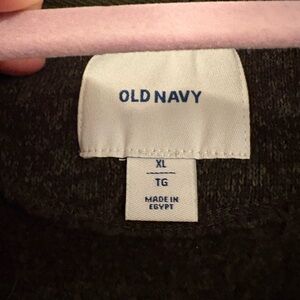 OLD NAVY
XL
TG
MADE IN
EGYPT